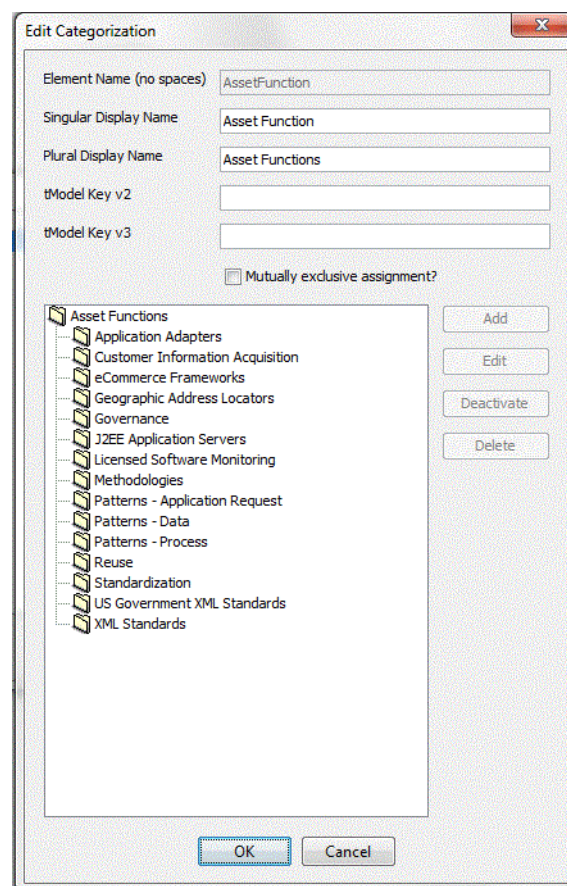 Edit Categorization
Element Name (no spaces) AssetFunction
Singular Display Name Asset Function
Plural Display Name Asset Functions
tModel Key v2
tModel Key v3
Mutually exclusive assignment?
Asset Functions
Application Adapters
Customer Information Acquisition
eCommerce Frameworks
Geographic Address Locators
Governance
J2EE Application Servers
Licensed Software Monitoring
Methodologies
Patterns - Application Request
Patterns - Data
Patterns - Process
Reuse
Standardization
US Government XML Standards
XML Standards
Add
Edit
Deactivate
Delete
OK Cancel